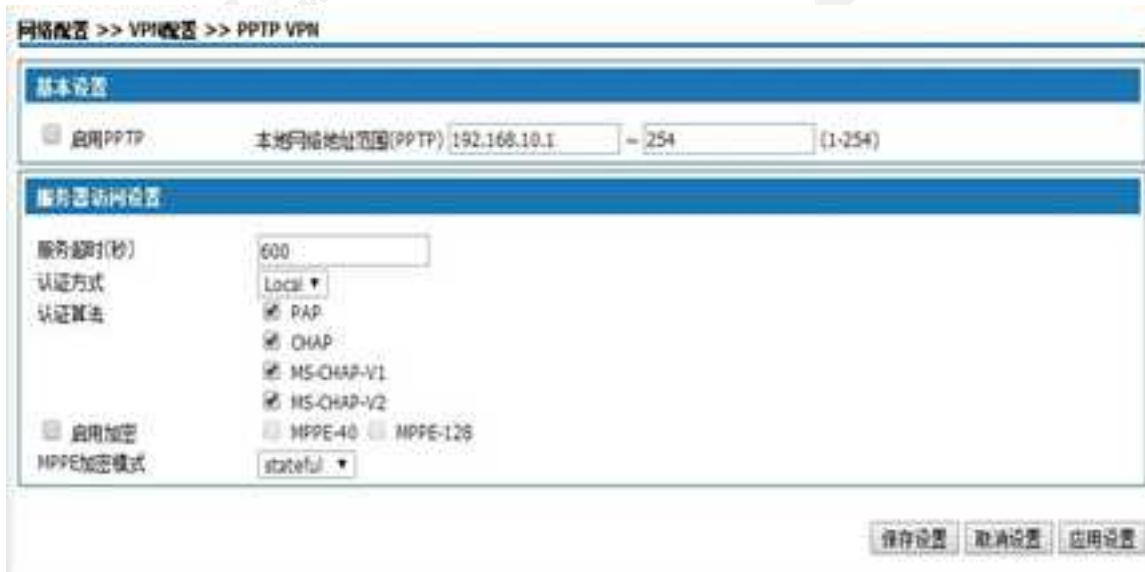 网络配置 >> VPN配置 >> PPTP VPN
基本设置
启用PPTP 本地网络地址范围(PPTP) 192.168.10.1 ~ 254 (1-254)
服务器访问设置
服务超时(秒) 600
认证方式 Local
认证算法 PAP
CHAP
MS-CHAP-V1
MS-CHAP-V2
启用加密 MPPE-40 MPPE-128
MPPE加密模式 stateful
保存设置 取消设置 应用设置